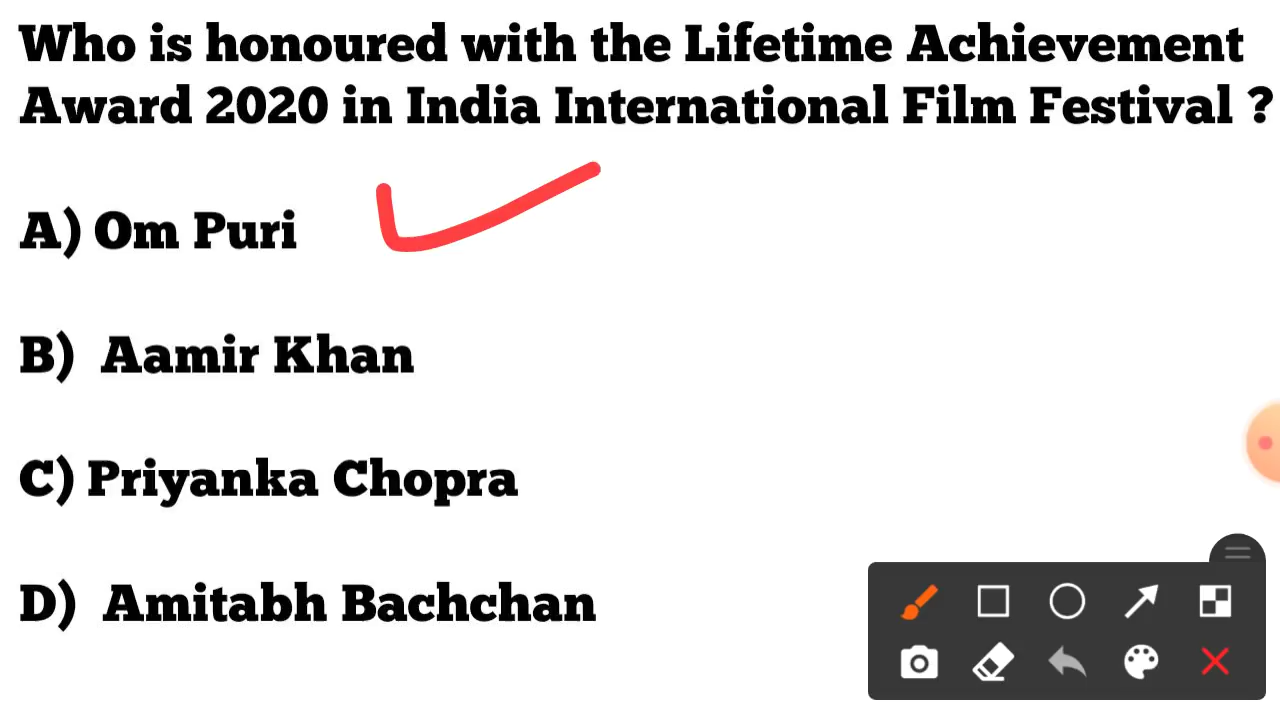 Who is honoured with the Lifetime Achievement
Award 2020 in India International Film Festival ?
A) Om Puri
B) Aamir Khan
C) Priyanka Chopra
D) Amitabh Bachchan